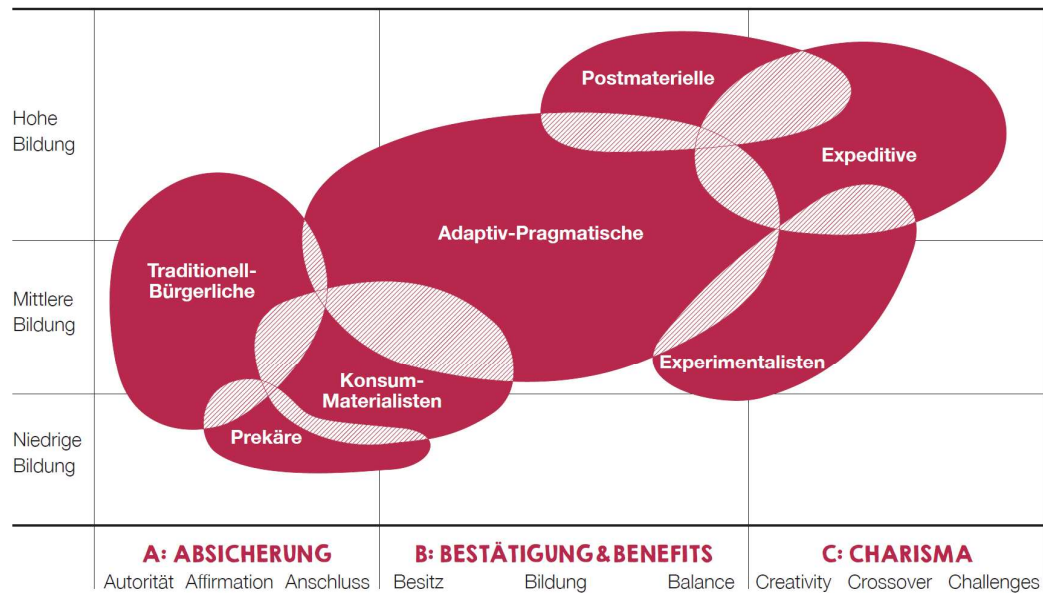 Postmaterielle
Hohe
Bildung
Expeditive
Adaptiv-Pragmatische
Traditionell-
Bürgerliche
Mittlere
Bildung
Experimentalisten
Konsum-
Materialisten
Prekäre
Niedrige
Bildung
A: ABSICHERUNG
B: BESTÄTIGUNG & BENEFITS
C: CHARISMA
Autorität Affirmation Anschluss
Besitz Bildung Balance
Creativity Crossover Challenges